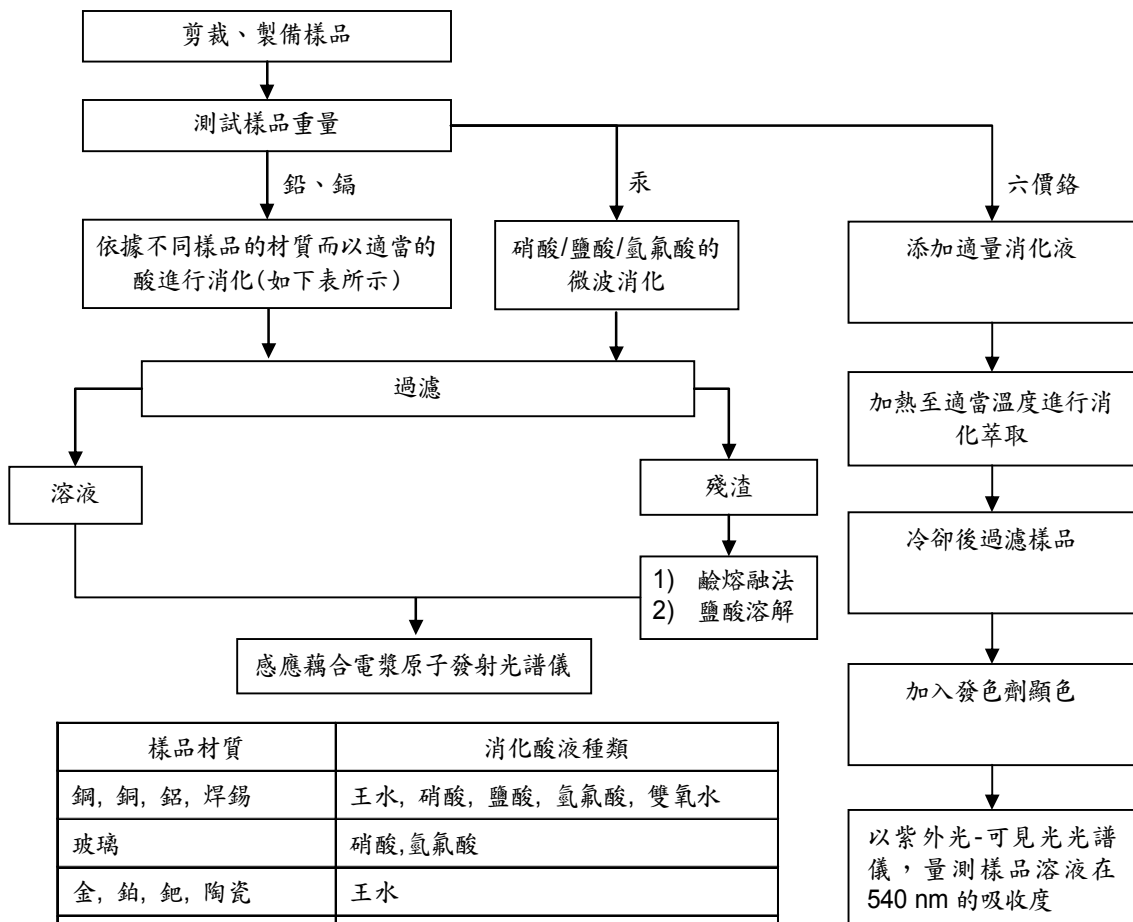 剪裁、製備樣品
測試樣品重量
鉛、鎘
汞
六價鉻
依據不同樣品的材質而以適當的
酸進行消化(如下表所示)
硝酸/鹽酸/氫氟酸的
微波消化
添加適量消化液
過濾
加熱至適當溫度進行消
化萃取
溶液
殘渣
冷卻後過濾樣品
1) 鹼熔融法
2) 鹽酸溶解
感應藕合電漿原子發射光譜儀
加入發色劑顯色
樣品材質 消化酸液種類
鋼, 銅, 鋁, 焊錫 王水, 硝酸, 鹽酸, 氫氟酸, 雙氧水
玻璃 硝酸,氫氟酸
金, 鉑, 鈀, 陶瓷 王水
以紫外光-可見光光譜
儀，量測樣品溶液在
540 nm 的吸收度